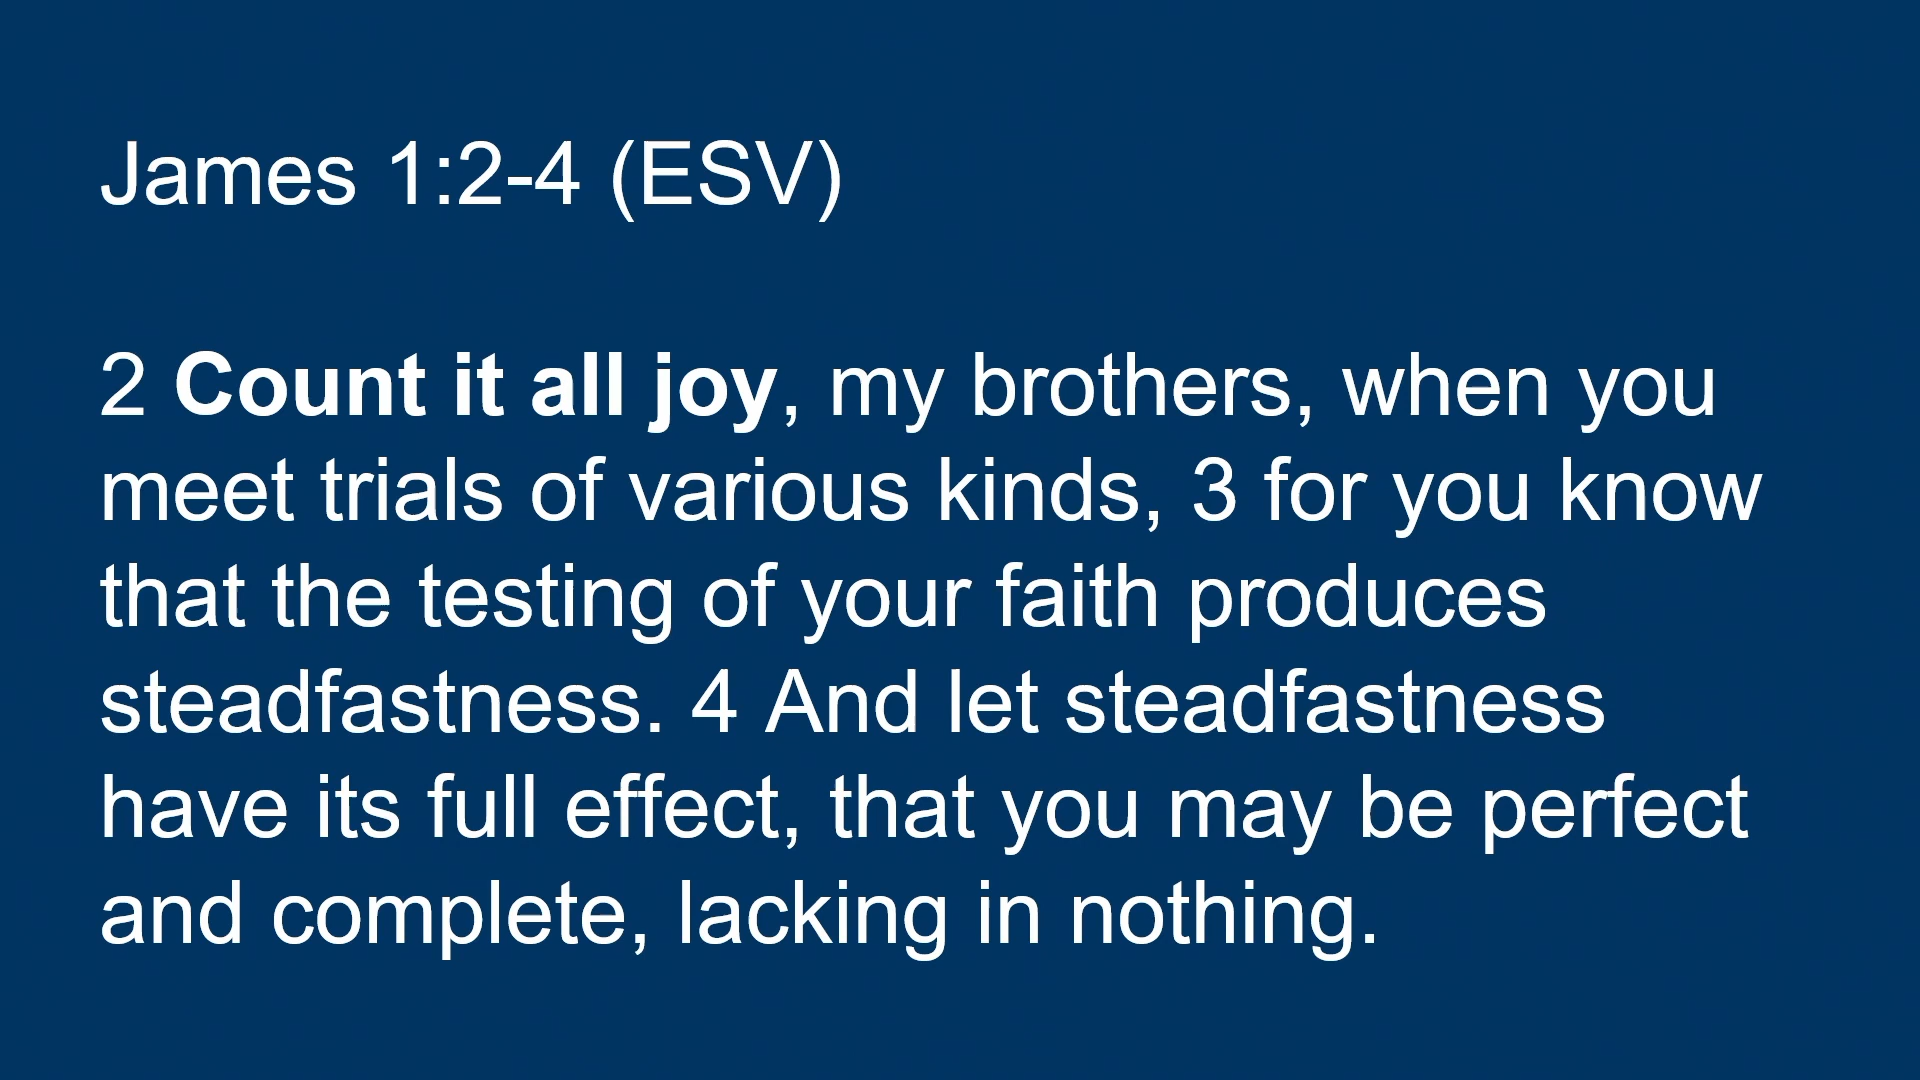 James 1:2-4 (ESV)
2 Count it all joy, my brothers, when you
meet trials of various kinds, 3 for you know
that the testing of your faith produces
steadfastness. 4 And let steadfastness
have its full effect, that you may be perfect
and complete, lacking in nothing.